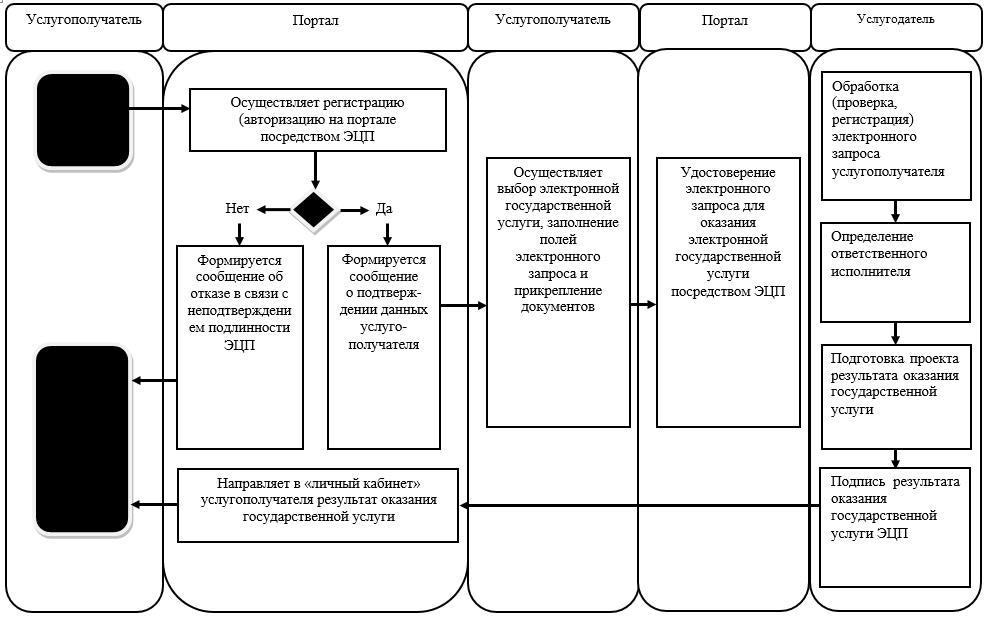 Услугополучатель
Портал
Услугополучатель
Портал
Услугодатель
Осуществляет регистрацию
(авторизацию на портале
посредством ЭЦП
Нет
Да
Формируется
сообщение об
отказе в связи с
неподтверждени
ем подлинности
ЭЦП
Формируется
сообщение
о подтверж-
дении данных
услуго-
получателя
Направляет в «личный кабинет»
услугополучателя результат оказания
государственной услуги
Осуществляет
выбор электронной
государственной
услуги, заполнение
полей
электронного
запроса и
прикрепление
документов
Удостоверение
электронного
запроса для
оказания
электронной
государственной
услуги
посредством ЭЦП
Обработка
(проверка,
регистрация)
электронного
запроса
услугополучателя
Определение
ответственного
исполнителя
Подготовка проекта
результата оказания
государственной
услуги
Подпись результата
оказания
государственной
услуги ЭЦП